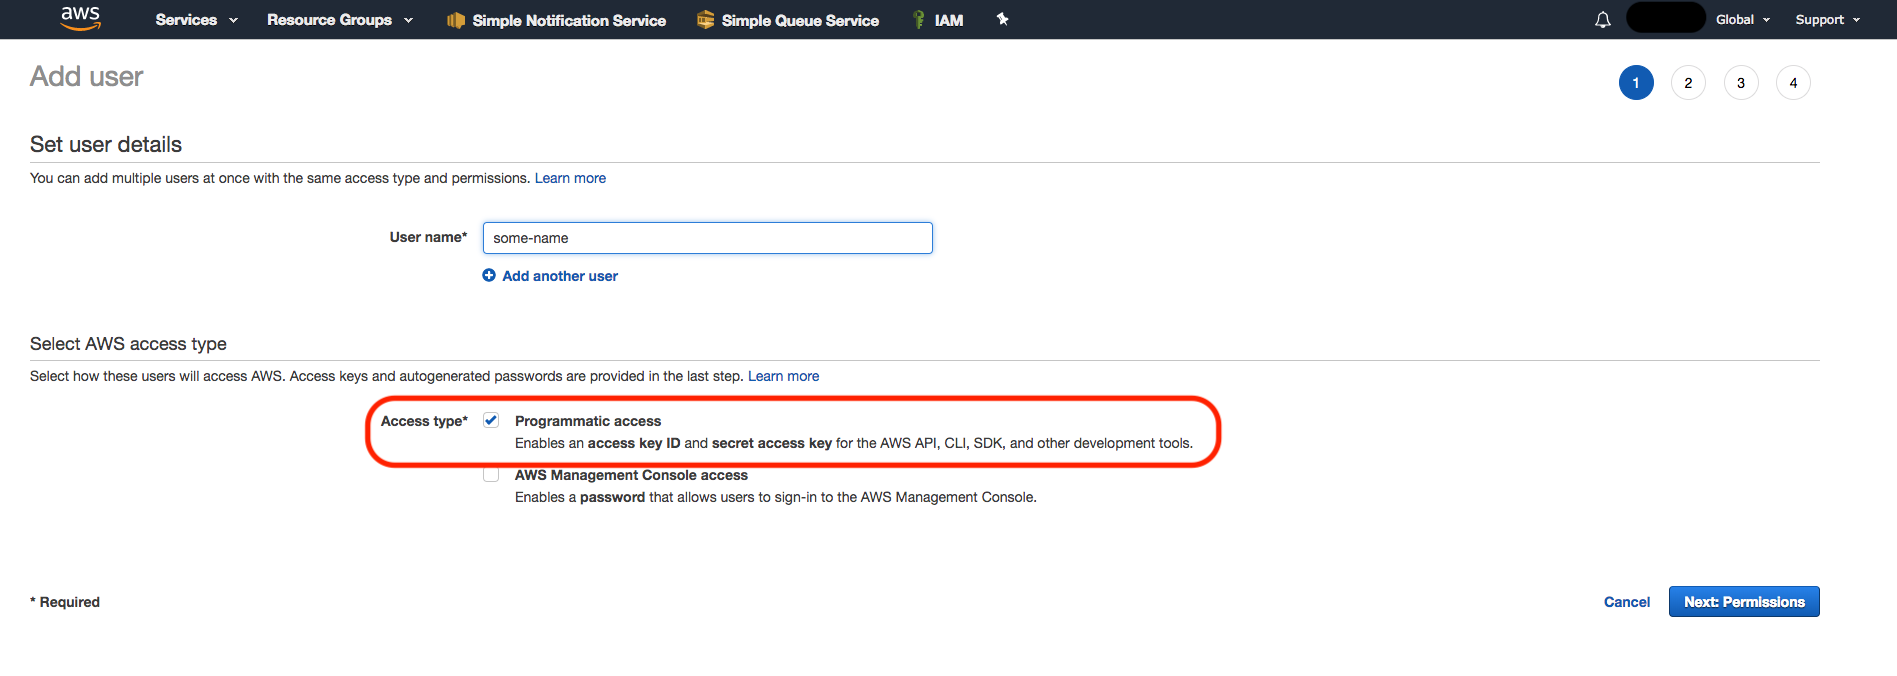 aws Services Resource Groups Simple Notification Service Simple Queue Service IAM Global Support
Add user
1 2 3 4
Set user details
You can add multiple users at once with the same access type and permissions. Learn more
User name* some-name
Add another user
Select AWS access type
Select how these users will access AWS. Access keys and autogenerated passwords are provided in the last step. Learn more
Access type* Programmatic access
Enables an access key ID and secret access key for the AWS API, CLI, SDK, and other development tools.
AWS Management Console access
Enables a password that allows users to sign-in to the AWS Management Console.
* Required Cancel Next: Permissions